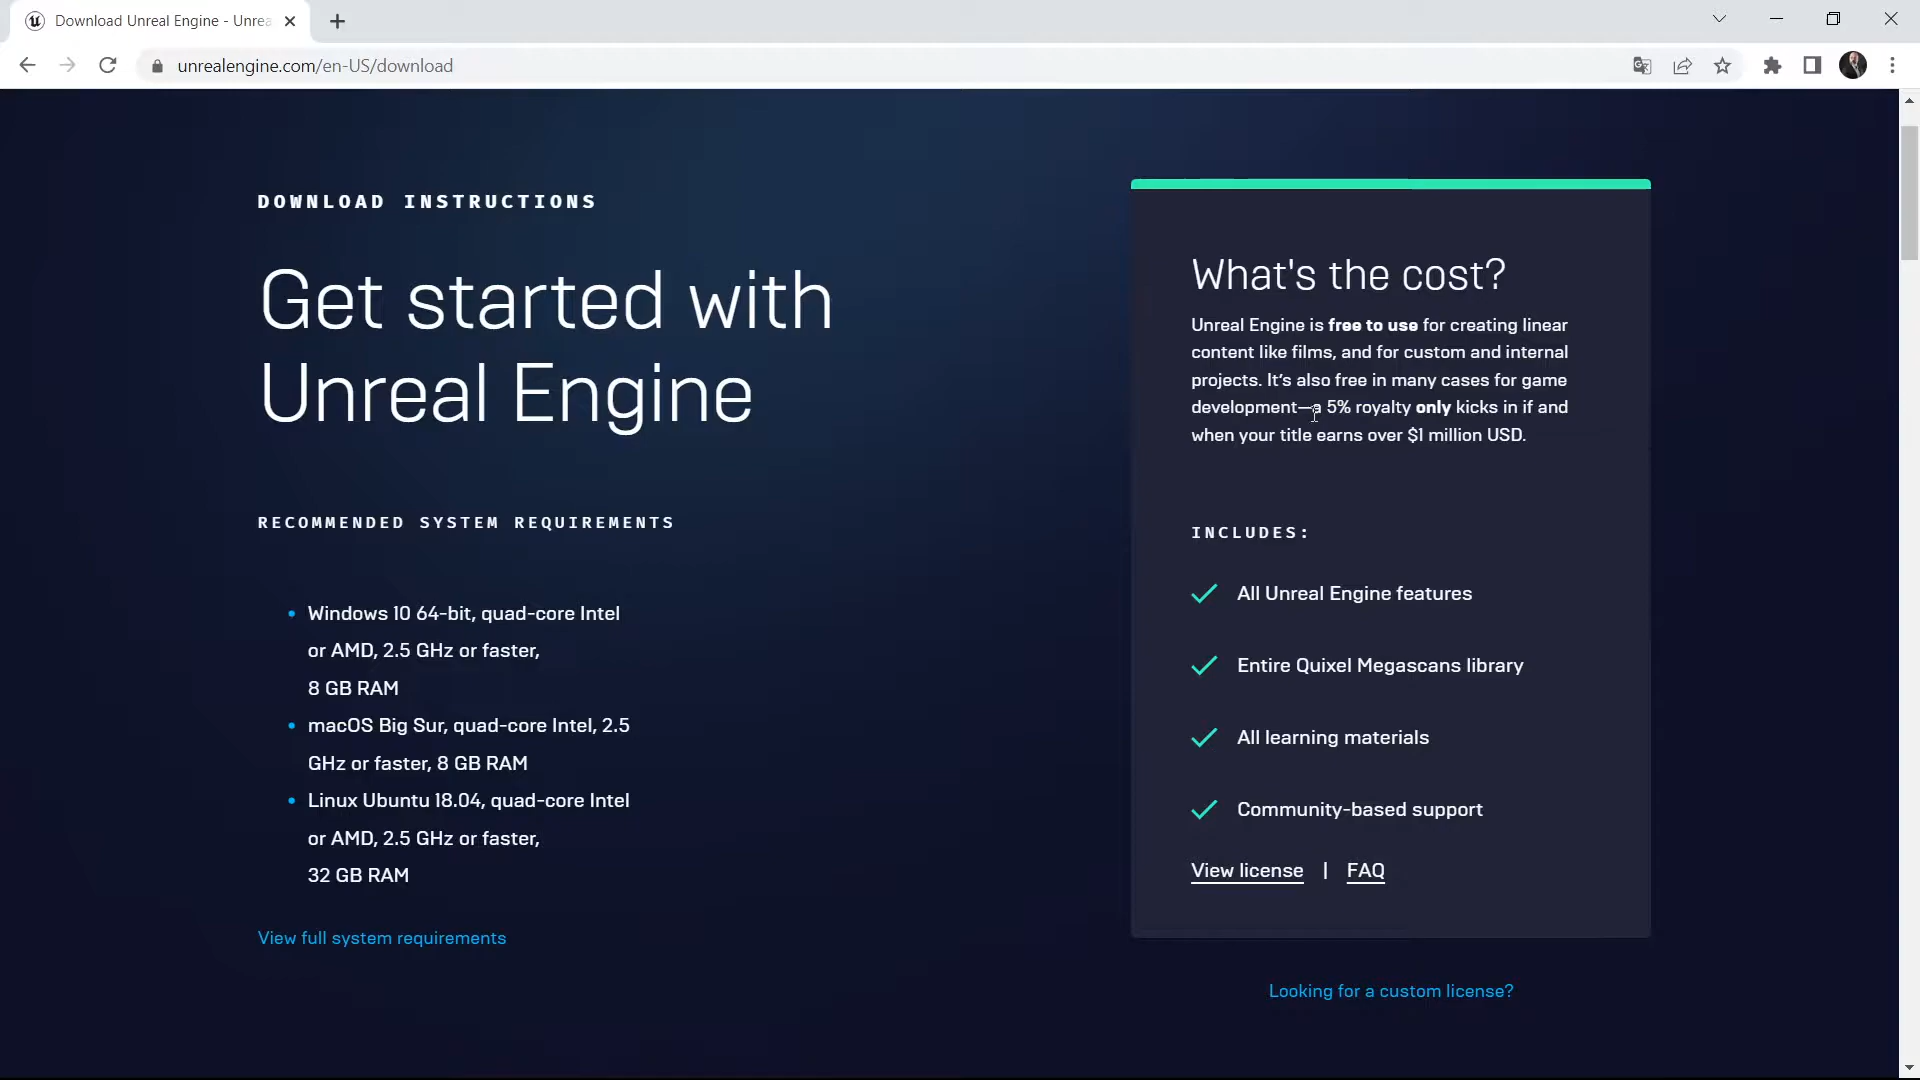 Download Unreal Engine - Unrea
unrealengine.com/en-US/download
DOWNLOAD INSTRUCTIONS
Get started with
Unreal Engine
RECOMMENDED SYSTEM REQUIREMENTS
Windows 10 64-bit, quad-core Intel
or AMD, 2.5 GHz or faster,
8 GB RAM
macOS Big Sur, quad-core Intel, 2.5
GHz or faster, 8 GB RAM
Linux Ubuntu 18.04, quad-core Intel
or AMD, 2.5 GHz or faster,
32 GB RAM
View full system requirements
What's the cost?
Unreal Engine is free to use for creating linear
content like films, and for custom and internal
projects. It’s also free in many cases for game
development—a 5% royalty only kicks in if and
when your title earns over $1 million USD.
INCLUDES:
All Unreal Engine features
Entire Quixel Megascans library
All learning materials
Community-based support
View license | FAQ
Looking for a custom license?